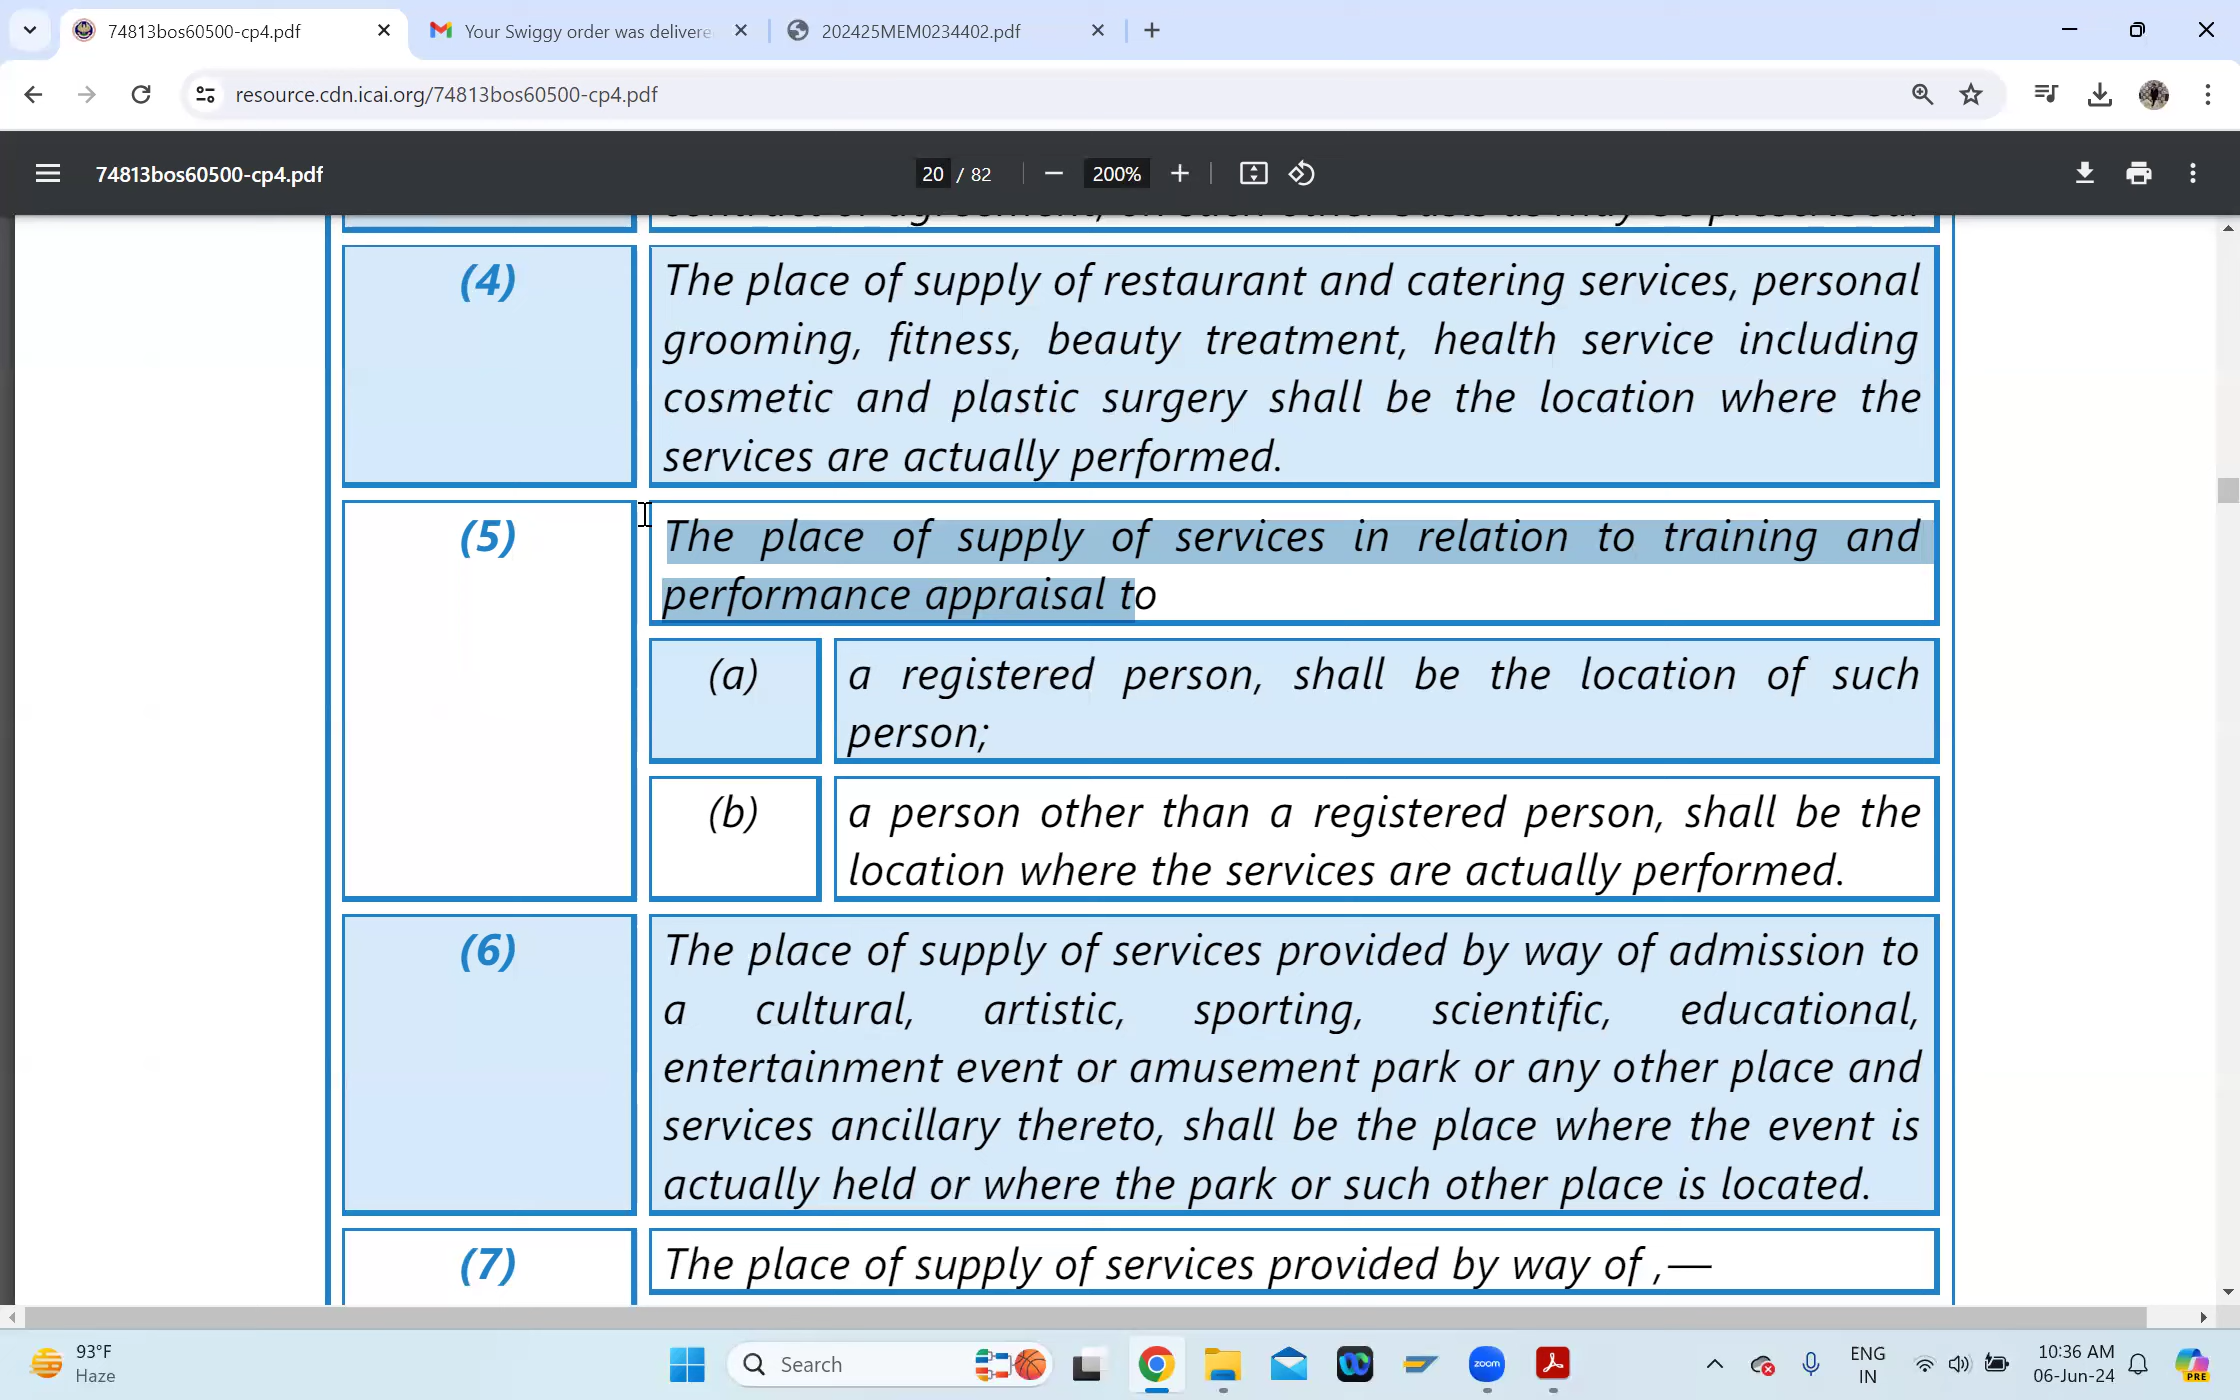 74813bos60500-cp4.pdf
Your Swiggy order was delivere
202425MEM0234402.pdf
resource.cdn.icai.org/74813bos60500-cp4.pdf
74813bos60500-cp4.pdf
20 / 82
200%
(4)
The place of supply of restaurant and catering services, personal
grooming, fitness, beauty treatment, health service including
cosmetic and plastic surgery shall be the location where the
services are actually performed.
(5)
The place of supply of services in relation to training and
performance appraisal to
(a)
a registered person, shall be the location of such
person;
(b)
a person other than a registered person, shall be the
location where the services are actually performed.
(6)
The place of supply of services provided by way of admission to
a cultural, artistic, sporting, scientific, educational,
entertainment event or amusement park or any other place and
services ancillary thereto, shall be the place where the event is
actually held or where the park or such other place is located.
(7)
The place of supply of services provided by way of ,—
93°F
Haze
Search
zoom
ENG
IN
10:36 AM
06-Jun-24
PRE